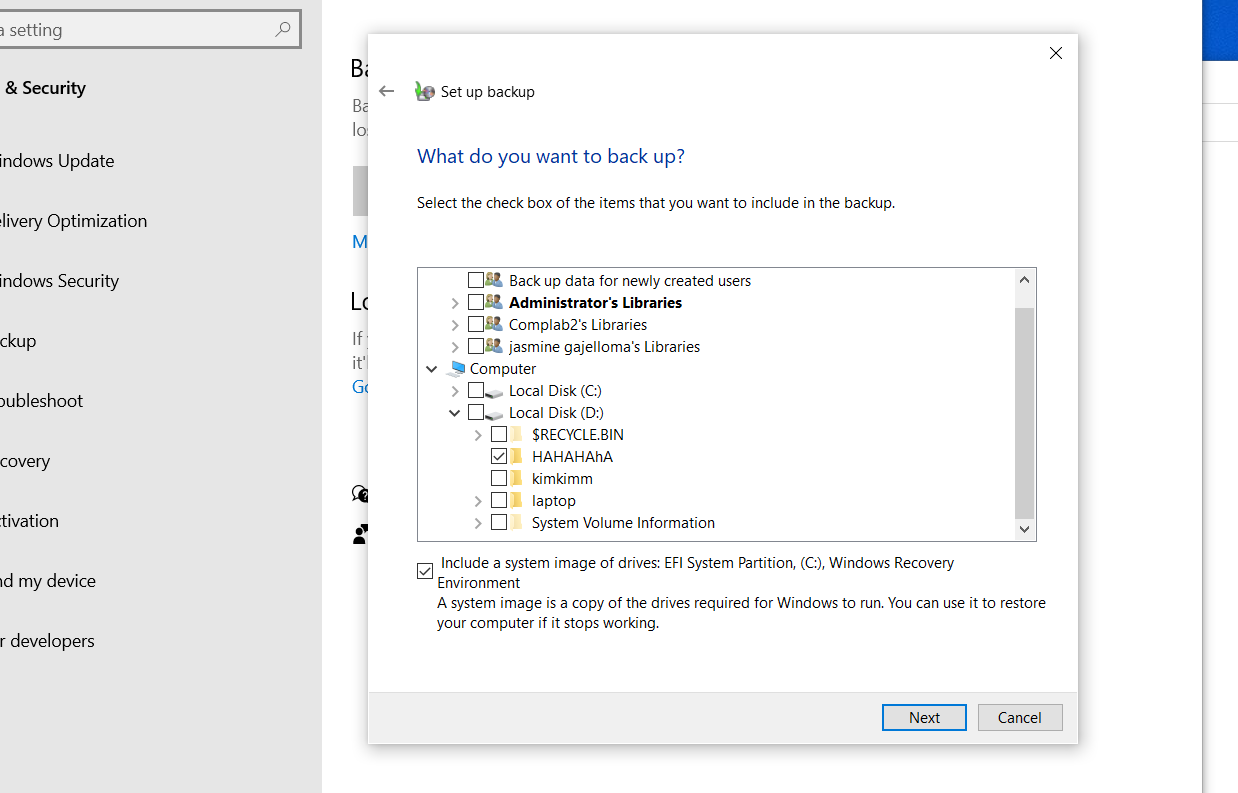 a setting
& Security
indows Update
elivery Optimization
indows Security
ckup
oubleshoot
covery
tivation
nd my device
r developers
Ba
Ba
los
M
Lo
If
it'
Go
Set up backup
What do you want to back up?
Select the check box of the items that you want to include in the backup.
Back up data for newly created users
Administrator's Libraries
Complab2's Libraries
jasmine gajelloma's Libraries
Computer
Local Disk (C:)
Local Disk (D:)
$RECYCLE.BIN
HAHAHAhA
kimkimm
laptop
System Volume Information
Include a system image of drives: EFI System Partition, (C:), Windows Recovery
Environment
A system image is a copy of the drives required for Windows to run. You can use it to restore
your computer if it stops working.
Next
Cancel